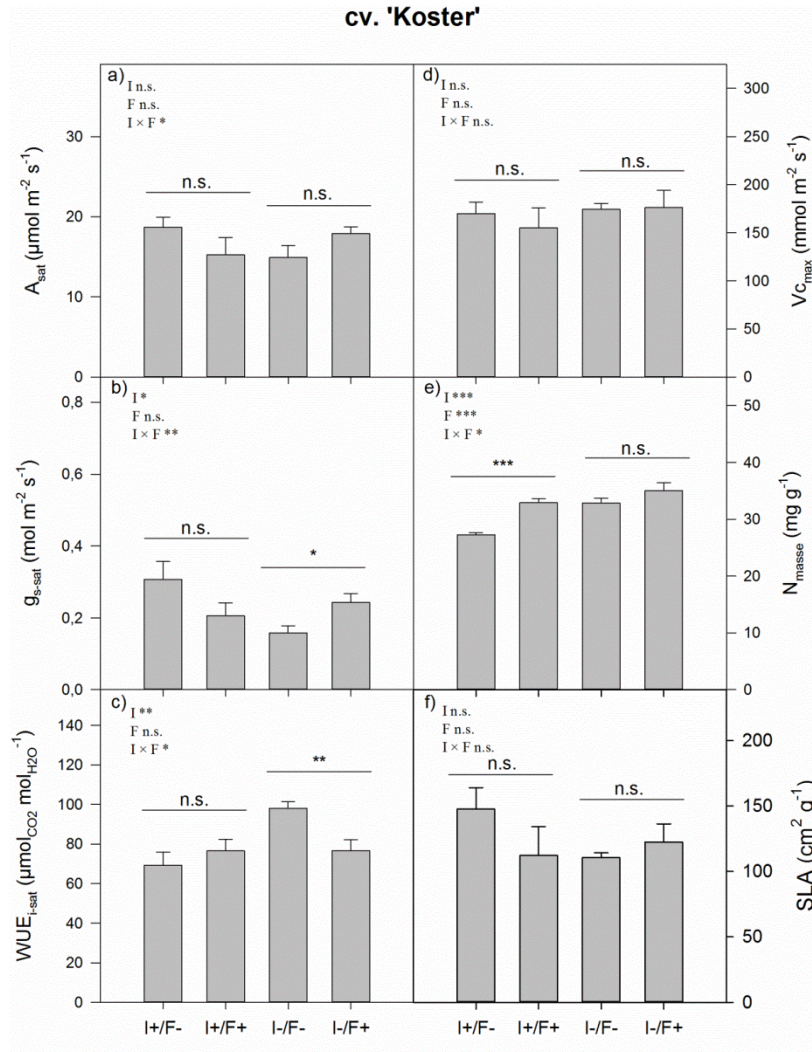 cv. 'Koster'
a)
I n.s.
F n.s.
I × F *
n.s.
n.s.
30
20
10
0
A_sat (µmol m⁻² s⁻¹)
d)
I n.s.
F n.s.
I × F n.s.
n.s.
n.s.
300
250
200
150
100
50
0
Vc_max (mmol m⁻² s⁻¹)
b)
I *
F n.s.
I × F **
n.s.
*
0,8
0,6
0,4
0,2
0,0
g_s-sat (mol m⁻² s⁻¹)
e)
I ***
F ***
I × F *
***
n.s.
50
40
30
20
10
0
N_masse (mg g⁻¹)
c)
I **
F n.s.
I × F *
n.s.
**
140
120
100
80
60
40
20
0
WUE_i-sat (µmol_CO2 mol_H2O⁻¹)
I+/F- I+/F+ I-/F- I-/F+
f)
I n.s.
F n.s.
I × F n.s.
n.s.
n.s.
200
150
100
50
0
SLA (cm² g⁻¹)
I+/F- I+/F+ I-/F- I-/F+